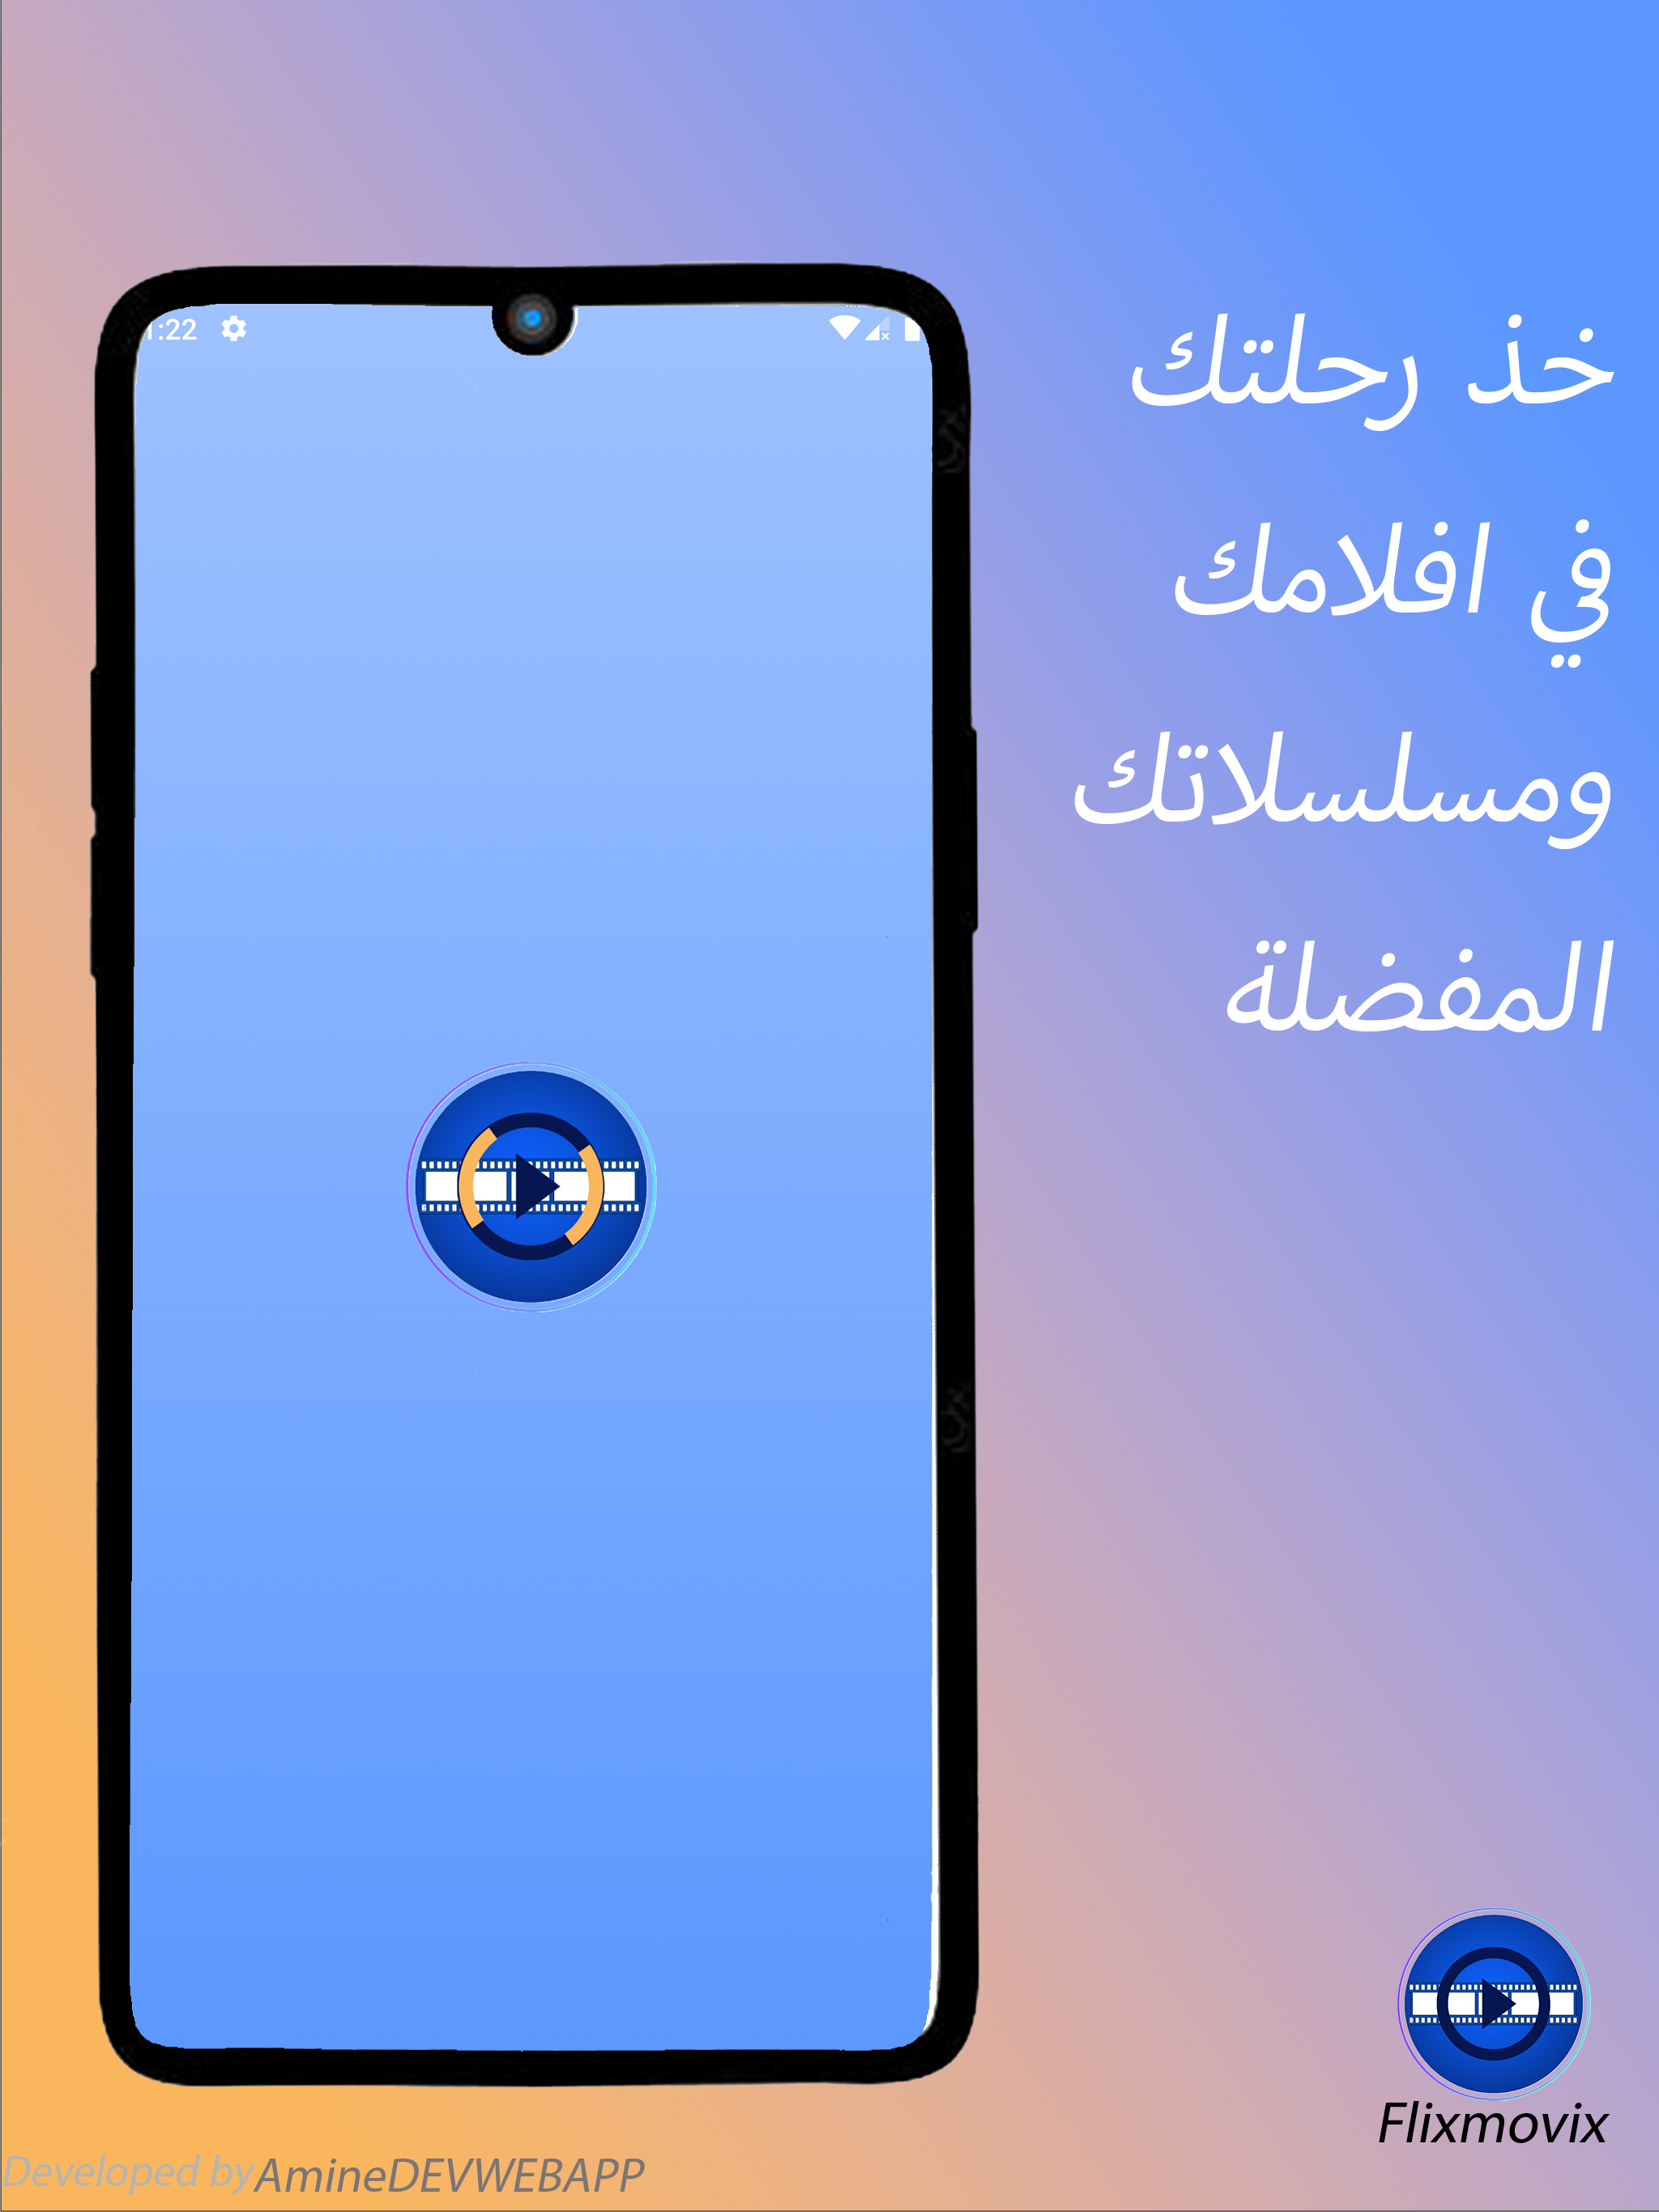 :22
خذ رحلتك
في افلامك
ومسلسلاتك
المفضلة
Flixmovix
Developed by AmineDEVWEBAPP